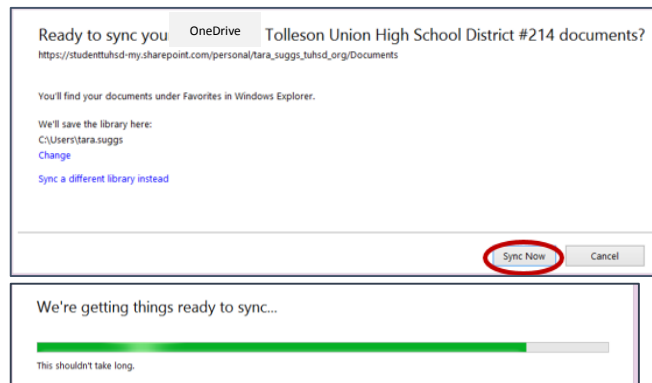 Ready to sync you OneDrive Tolleson Union High School District #214 documents?
https://studenttuhsd-my.sharepoint.com/personal/tara_suggs_tuhsd_org/Documents
You'll find your documents under Favorites in Windows Explorer.
We'll save the library here:
C:\Users\tara.suggs
Change
Sync a different library instead
Sync Now Cancel
We're getting things ready to sync...
This shouldn't take long.